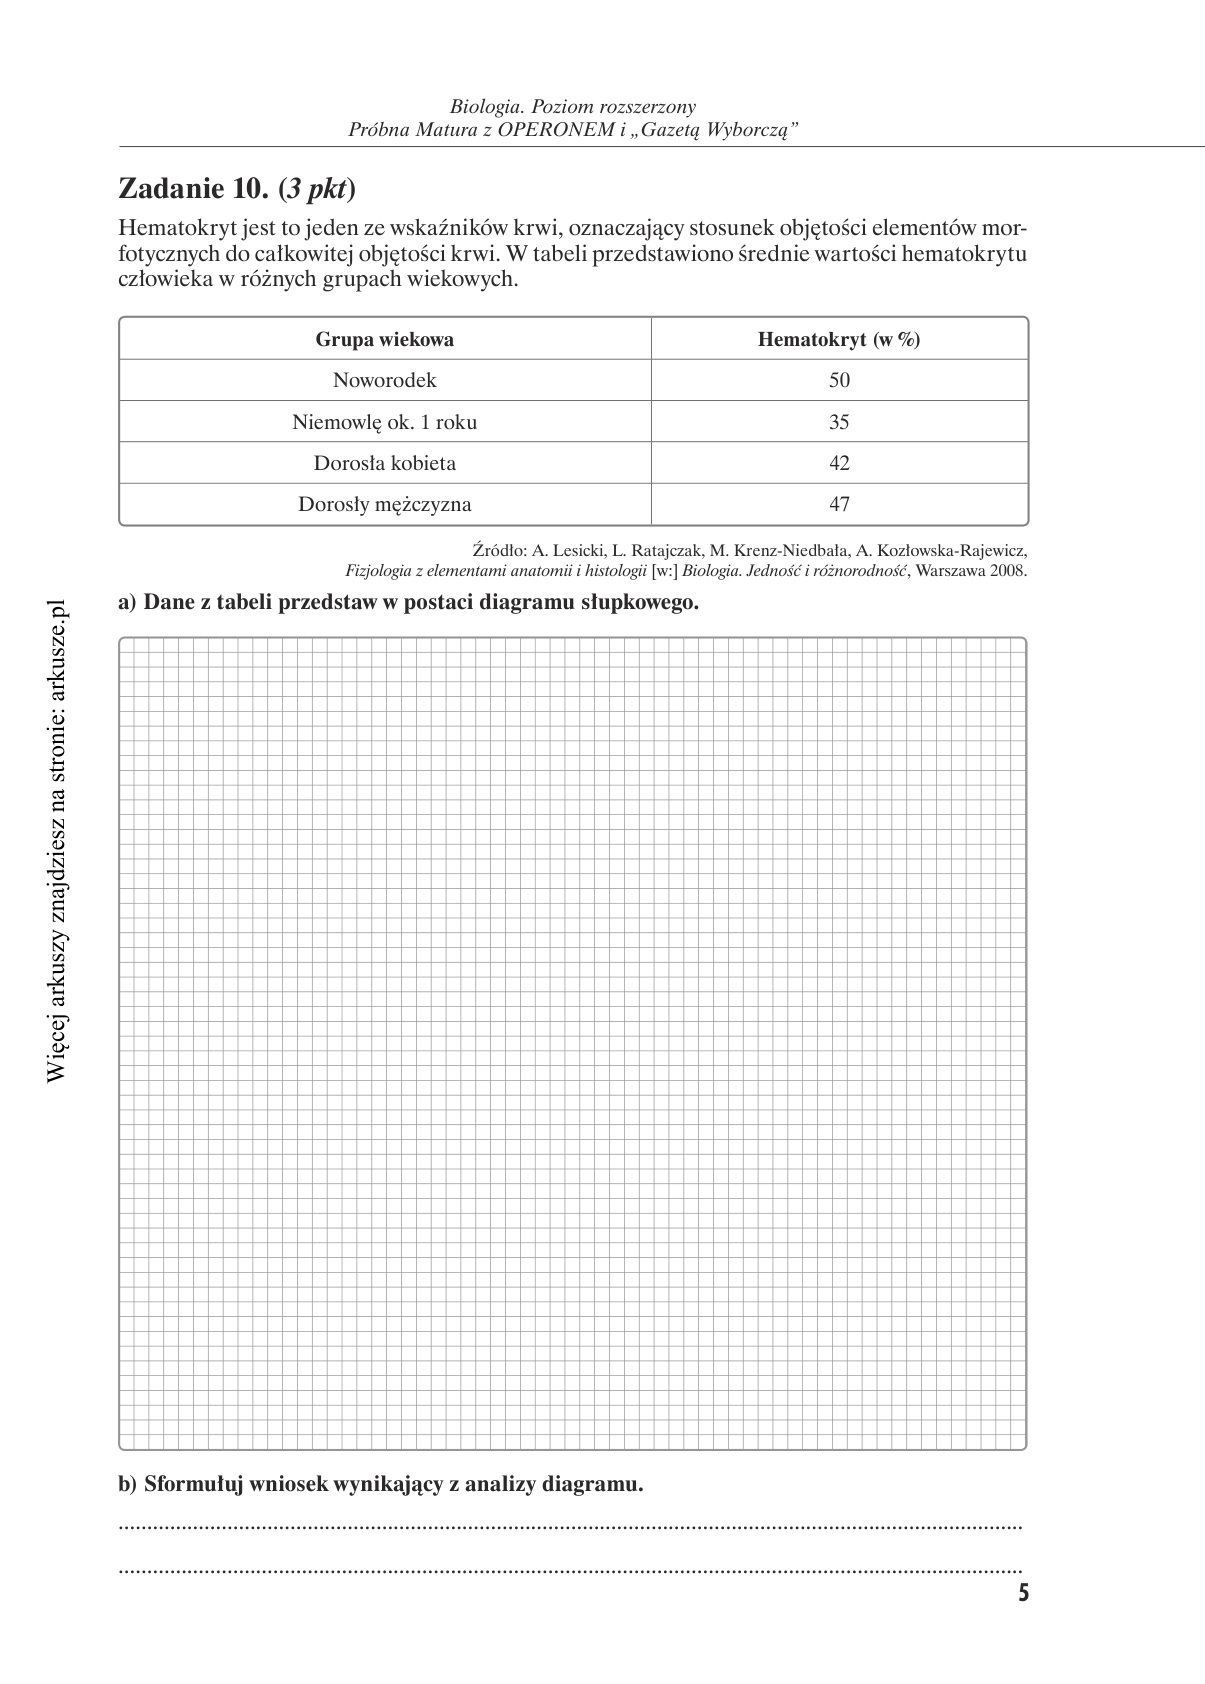 Biologia. Poziom rozszerzony
Próbna Matura z OPERONEM i „Gazetą Wyborczą”
Zadanie 10. (3 pkt)
Hematokryt jest to jeden ze wskaźników krwi, oznaczający stosunek objętości elementów mor-
fotycznych do całkowitej objętości krwi. W tabeli przedstawiono średnie wartości hematokrytu
człowieka w różnych grupach wiekowych.
Grupa wiekowa Hematokryt (w %)
Noworodek 50
Niemowlę ok. 1 roku 35
Dorosła kobieta 42
Dorosły mężczyzna 47
Źródło: A. Lesicki, L. Ratajczak, M. Krenz-Niedbała, A. Kozłowska-Rajewicz,
Fizjologia z elementami anatomii i histologii [w:] Biologia. Jedność i różnorodność, Warszawa 2008.
a) Dane z tabeli przedstaw w postaci diagramu słupkowego.
b) Sformułuj wniosek wynikający z analizy diagramu.
5
Więcej arkuszy znajdziesz na stronie: arkusze.pl